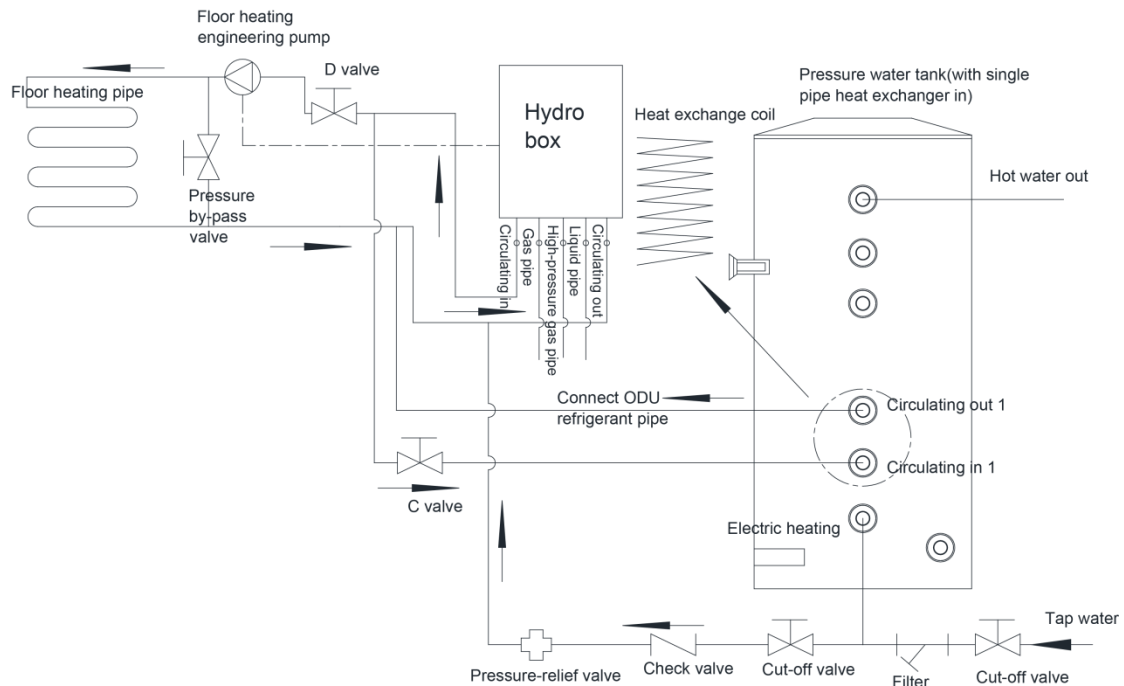 Floor heating
engineering pump
D valve
Floor heating pipe
Pressure
by-pass
valve
Hydro
box
Heat exchange coil
Pressure water tank(with single
pipe heat exchanger in)
Hot water out
Circulating in
Gas pipe
High-pressure gas pipe
Liquid pipe
Circulating out
Connect ODU
refrigerant pipe
Circulating out 1
Circulating in 1
C valve
Electric heating
Tap water
Pressure-relief valve
Check valve
Cut-off valve
Filter
Cut-off valve